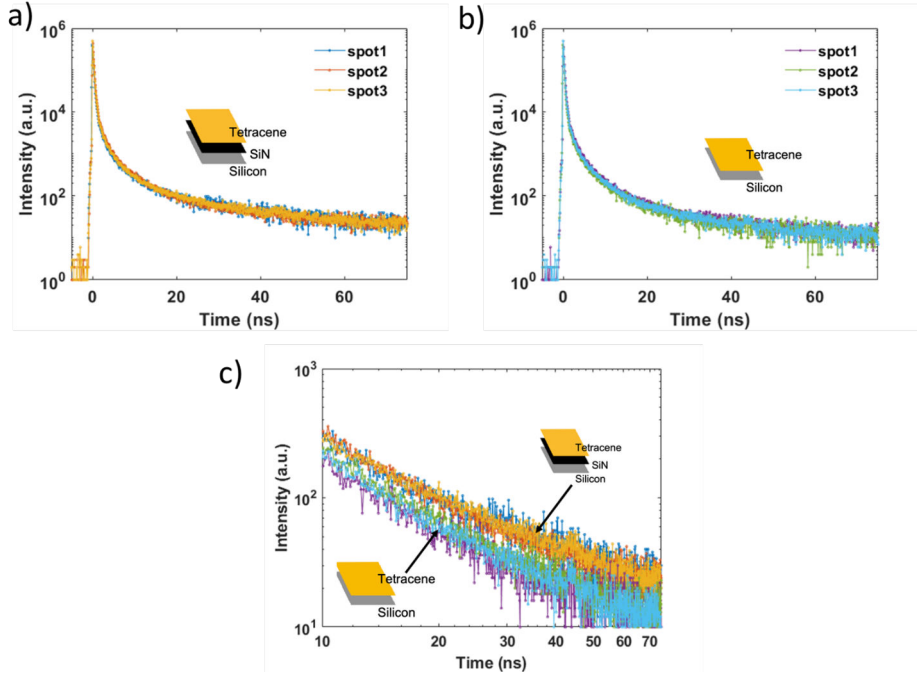 a)
10^6
10^4
10^2
10^0
Intensity (a.u.)
spot1
spot2
spot3
Tetracene
SiN
Silicon
0 20 40 60
Time (ns)
b)
10^6
10^4
10^2
10^0
Intensity (a.u.)
spot1
spot2
spot3
Tetracene
Silicon
0 20 40 60
Time (ns)
c)
10^3
10^2
10^1
Intensity (a.u.)
Tetracene
SiN
Silicon
Tetracene
Silicon
10 20 30 40 50 60 70
Time (ns)